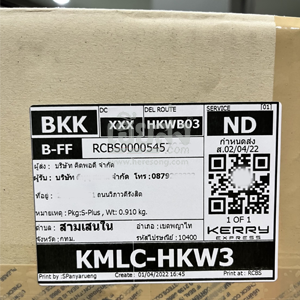 DC DEL ROUTE SERVICE [01]
BKK XXX HKWB03 ND
B-FF RCBS0000545 กำหนดส่ง
ส.02/04/22
ผู้ส่ง : บริษัท คิดพอดี จำกัด
ผู้รับ : บริษัท จำกัด โทร : 0879
ถนนวิภาวดีรังสิต
หมายเหตุ : Pkg:S-Plus , Wt: 0.910 kg.
1 OF 1
ตำบล : สามเสนใน อำเภอ : เขตพญาไท
จังหวัด : กทม. รหัสไปรษณีย์ : 10400
KERRY
EXPRESS
KMLC-HKW3
Print by : SPanyarueng Print Date : 01/04/2022 16:45 Print at : RCBS